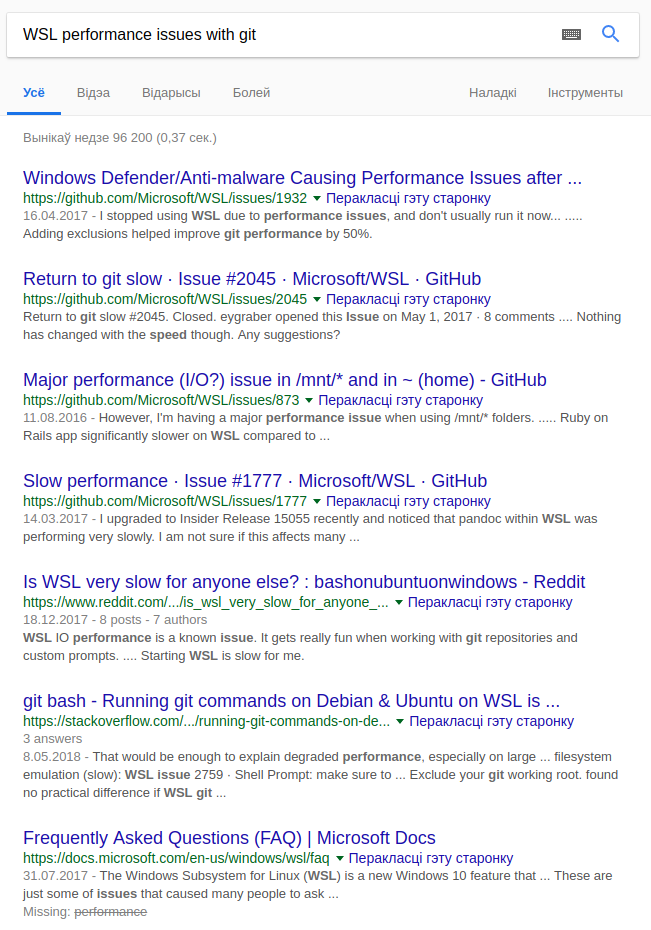 WSL performance issues with git
Усё Відэа Відарысы Болей Наладкі Інструменты
Вынікаў недзе 96 200 (0,37 сек.)
Windows Defender/Anti-malware Causing Performance Issues after ...
https://github.com/Microsoft/WSL/issues/1932 Перакласці гэту старонку
16.04.2017 - I stopped using WSL due to performance issues, and don't usually run it now... .....
Adding exclusions helped improve git performance by 50%.
Return to git slow · Issue #2045 · Microsoft/WSL · GitHub
https://github.com/Microsoft/WSL/issues/2045 Перакласці гэту старонку
Return to git slow #2045. Closed. eygraber opened this Issue on May 1, 2017 · 8 comments .... Nothing
has changed with the speed though. Any suggestions?
Major performance (I/O?) issue in /mnt/* and in ~ (home) - GitHub
https://github.com/Microsoft/WSL/issues/873 Перакласці гэту старонку
11.08.2016 - However, I'm having a major performance issue when using /mnt/* folders. ..... Ruby on
Rails app significantly slower on WSL compared to ...
Slow performance · Issue #1777 · Microsoft/WSL · GitHub
https://github.com/Microsoft/WSL/issues/1777 Перакласці гэту старонку
14.03.2017 - I upgraded to Insider Release 15055 recently and noticed that pandoc within WSL was
performing very slowly. I am not sure if this affects many ...
Is WSL very slow for anyone else? : bashonubuntuonwindows - Reddit
https://www.reddit.com/.../is_wsl_very_slow_for_anyone_... Перакласці гэту старонку
18.12.2017 - 8 posts - 7 authors
WSL IO performance is a known issue. It gets really fun when working with git repositories and
custom prompts. .... Starting WSL is slow for me.
git bash - Running git commands on Debian & Ubuntu on WSL is ...
https://stackoverflow.com/.../running-git-commands-on-de... Перакласці гэту старонку
3 answers
8.05.2018 - That would be enough to explain degraded performance, especially on large ... filesystem
emulation (slow): WSL issue 2759 · Shell Prompt: make sure to ... Exclude your git working root. found
no practical difference if WSL git ...
Frequently Asked Questions (FAQ) | Microsoft Docs
https://docs.microsoft.com/en-us/windows/wsl/faq Перакласці гэту старонку
31.07.2017 - The Windows Subsystem for Linux (WSL) is a new Windows 10 feature that ... These are
just some of issues that caused many people to ask ...
Missing: performance